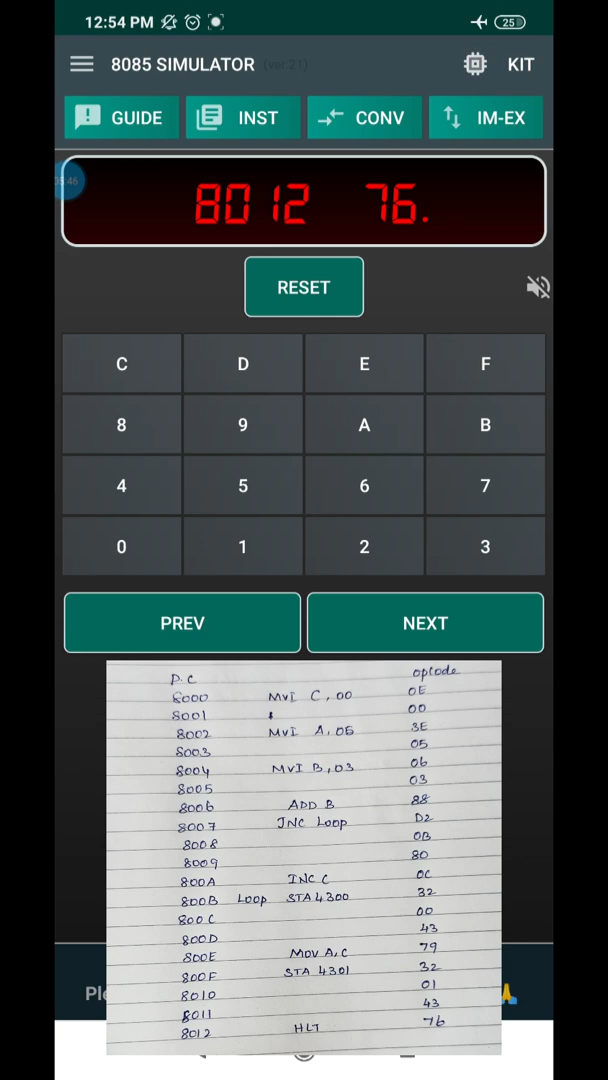 12:54 PM 25
8085 SIMULATOR (ver.21) KIT
GUIDE INST CONV IM-EX
05:46
8012 76.
RESET
C D E F
8 9 A B
4 5 6 7
0 1 2 3
PREV NEXT
P.C opcode
8000 MVI C, 00 0E
8001 00
8002 MVI A, 05 3E
8003 05
8004 MVI B, 03 06
8005 03
8006 ADD B 88
8007 JNC Loop D2
8008 0B
8009 80
800A INC C 0C
800B Loop STA 4300 32
800C 00
800D 43
800E MOV A, C 79
800F STA 4301 32
8010 01
8011 43
8012 HLT 76